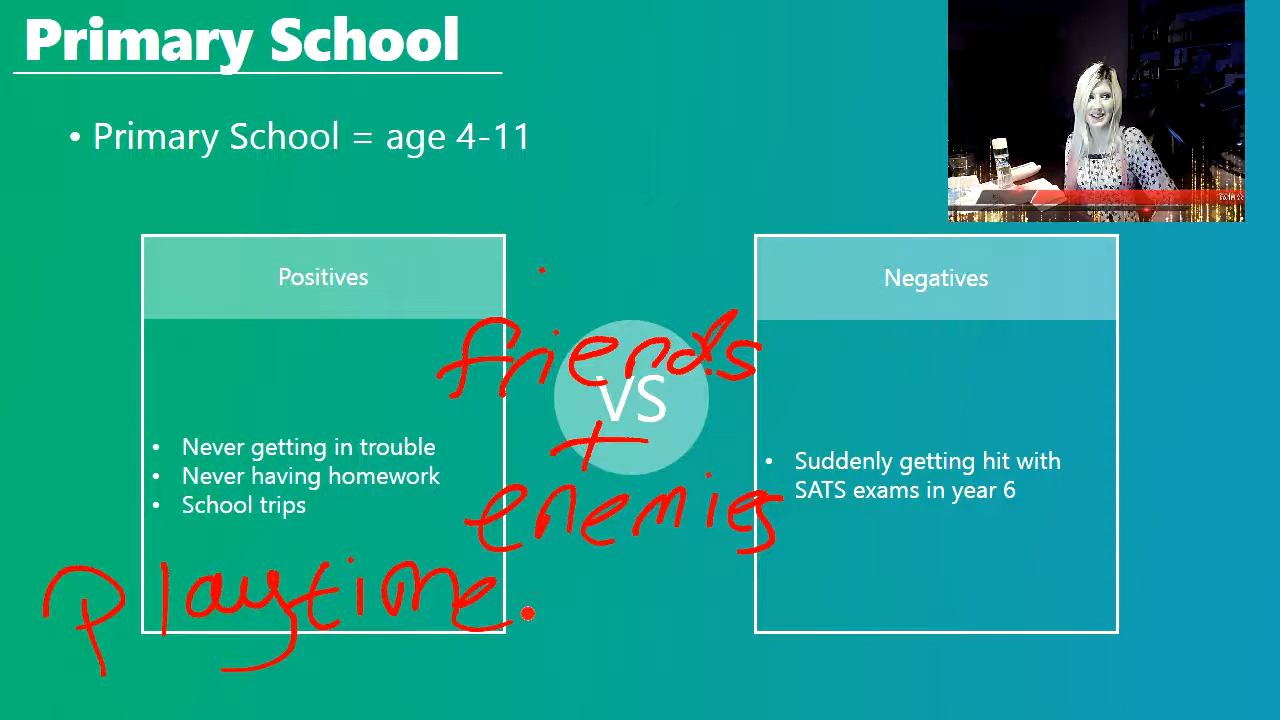 Primary School
• Primary School = age 4-11
Positives
• Never getting in trouble
• Never having homework
• School trips
VS
Negatives
• Suddenly getting hit with
SATS exams in year 6
friends
+
enemies
Playtime.